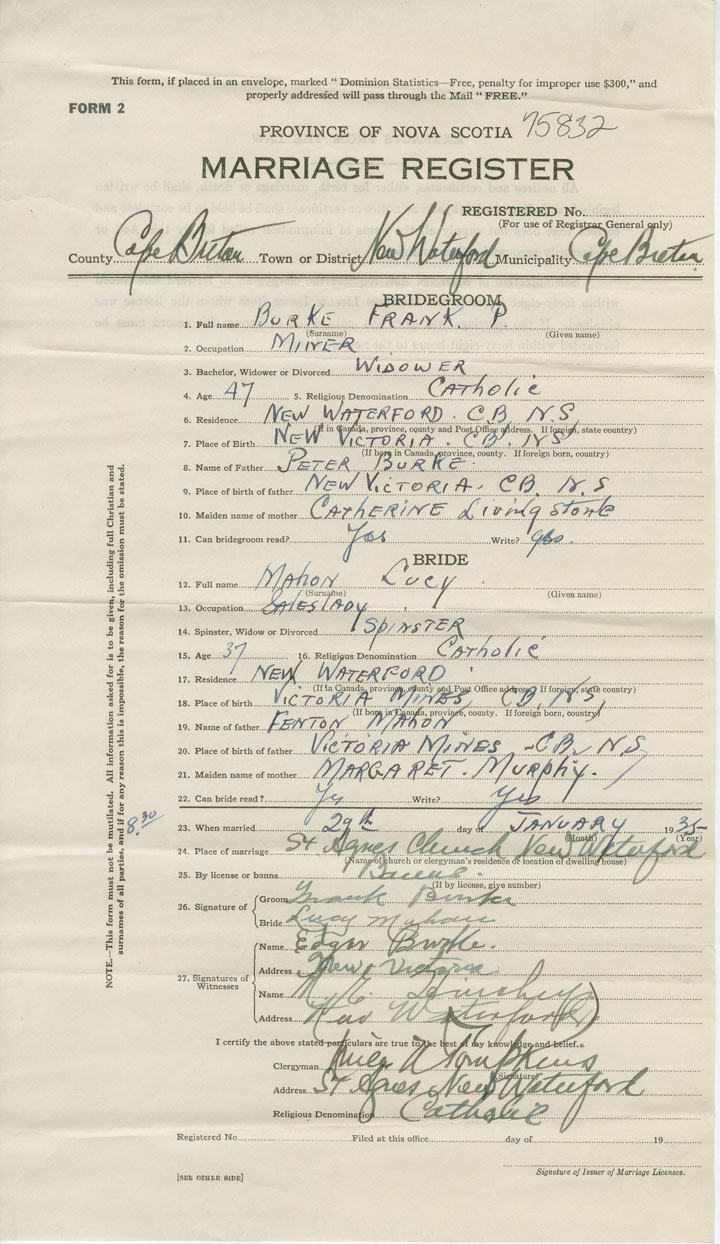 This form, if placed in an envelope, marked "Dominion Statistics—Free, penalty for improper use $300," and
properly addressed will pass through the Mail "FREE."
FORM 2
PROVINCE OF NOVA SCOTIA 75832
MARRIAGE REGISTER
REGISTERED No.
(For use of Registrar General only)
County Cape Breton Town or District New Waterford Municipality Cape Breton
BRIDEGROOM
1. Full name BURKE FRANK. P.
(Surname) (Given name)
2. Occupation MINER
3. Bachelor, Widower or Divorced WIDOWER
4. Age 47 5. Religious Denomination CATHOLIC
6. Residence NEW WATERFORD. C.B. N.S
(If in Canada, province, county and Post Office address. If foreign, state country)
7. Place of Birth NEW VICTORIA. CB. N.S
(If born in Canada, province, county. If foreign born, country)
8. Name of Father PETER BURKE.
9. Place of birth of father NEW VICTORIA. CB N.S
10. Maiden name of mother CATHERINE Livingstone
11. Can bridegroom read? Yes Write? yes.
BRIDE
12. Full name MAHON LUCY
(Surname) (Given name)
13. Occupation SALESLADY
14. Spinster, Widow or Divorced SPINSTER
15. Age 37 16. Religious Denomination CATHOLIC
17. Residence NEW WATERFORD
(If in Canada, province, county and Post Office address If foreign, state country)
18. Place of birth VICTORIA MINES CB, N.S
(If born in Canada, province, county. If foreign born, country)
19. Name of father FENTON MAHON
20. Place of birth of father VICTORIA MINES - CB, N.S
21. Maiden name of mother MARGARET. MURPHY.
22. Can bride read? Yes Write? Yes
8.30
23. When married 29th day of JANUARY 1935
(Month) (Year)
24. Place of marriage St Agnes Church New Waterford
(Name of church or clergyman's residence or location of dwelling house)
25. By license or banns
(If by license, give number)
26. Signature of
Groom Frank Burke
Bride Lucy Mahon
27. Signatures of Witnesses
Name Edgar Burke.
Address New Victoria
Name
Address New Waterford
I certify the above stated particulars are true to the best of my knowledge and belief.
Clergyman Tompkins
(Signature)
Address St Agnes New Waterford
Religious Denomination Catholic
Registered No. Filed at this office day of 19
Signature of Issuer of Marriage Licenses.
[SEE OTHER SIDE]
NOTE.—This form must not be mutilated. All information asked for is to be given, including full Christian and
surnames of all parties, and if for any reason this is impossible, the reason for the omission must be stated.